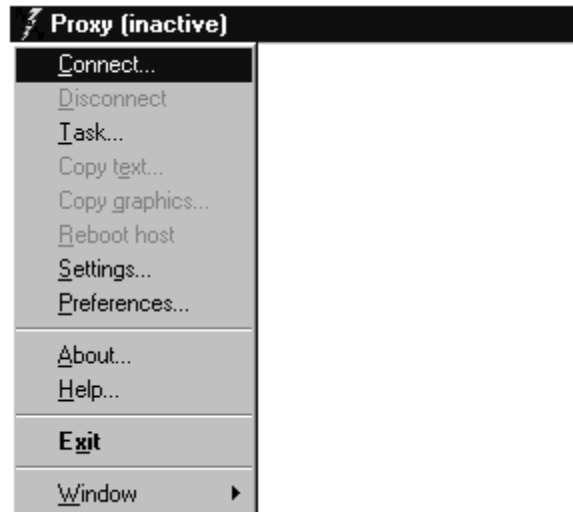 Proxy (inactive)
Connect...
Disconnect
Task...
Copy text...
Copy graphics...
Reboot host
Settings...
Preferences...
About...
Help...
Exit
Window